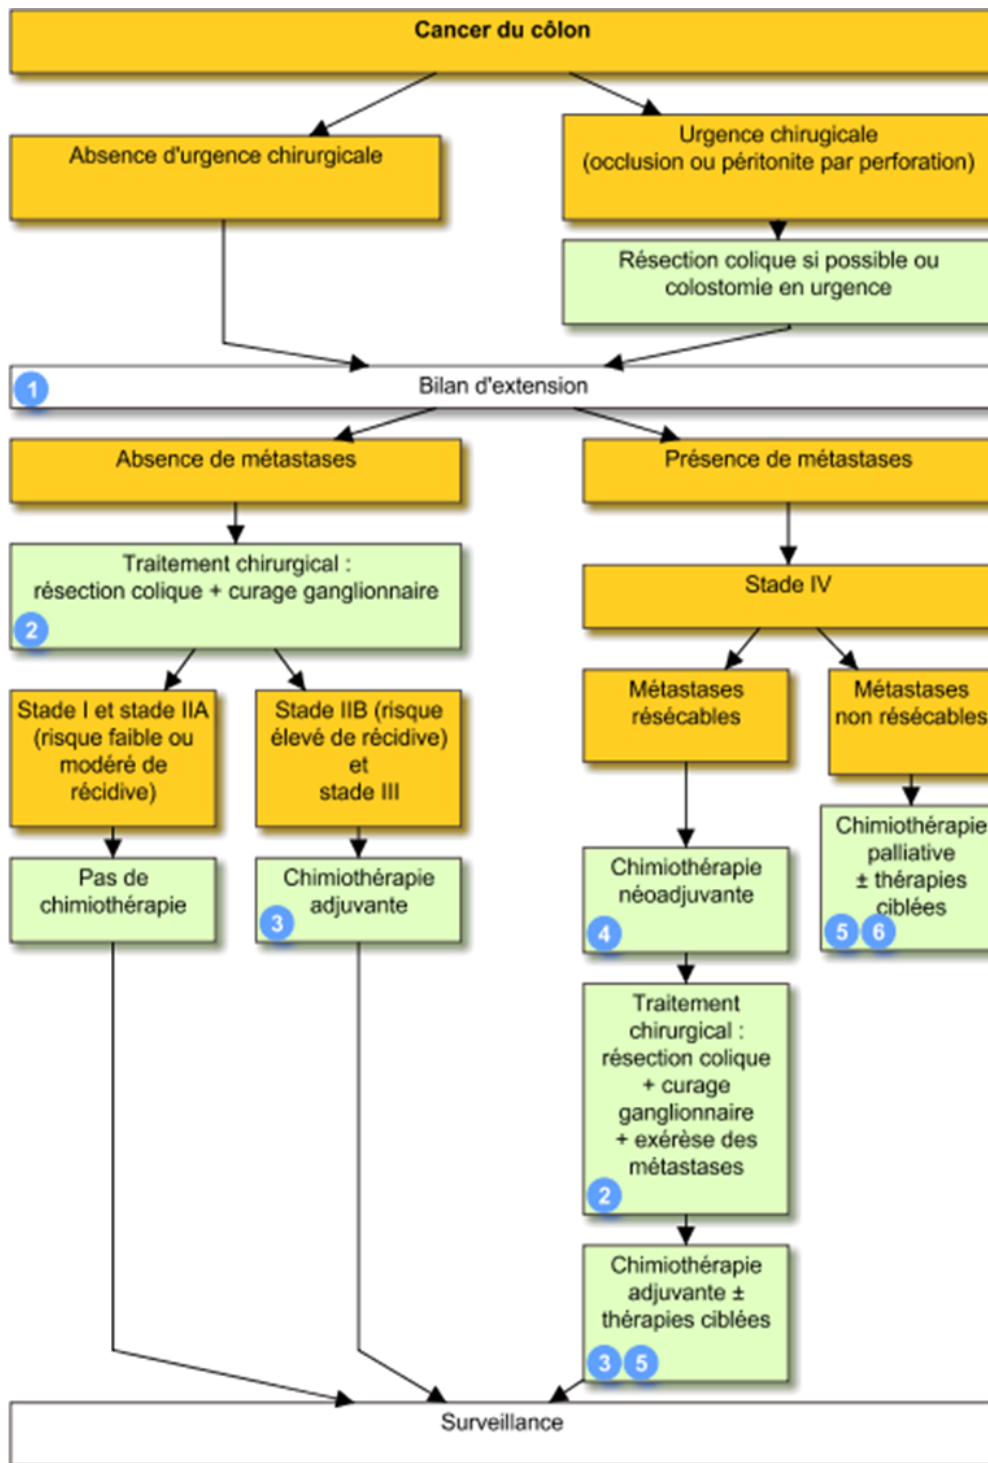 Cancer du côlon
Absence d'urgence chirurgicale
Urgence chirugicale
(occlusion ou péritonite par perforation)
Résection colique si possible ou
colostomie en urgence
1
Bilan d'extension
Absence de métastases
Présence de métastases
Traitement chirurgical :
résection colique + curage ganglionnaire
2
Stade IV
Stade I et stade IIA
(risque faible ou
modéré de
récidive)
Stade IIB (risque
élevé de récidive)
et
stade III
Métastases
résécables
Métastases
non résécables
Pas de
chimiothérapie
Chimiothérapie
adjuvante
3
Chimiothérapie
néoadjuvante
4
Chimiothérapie
palliative
± thérapies
ciblées
5 6
Traitement
chirurgical :
résection colique
+ curage
ganglionnaire
+ exérèse des
métastases
2
Chimiothérapie
adjuvante ±
thérapies ciblées
3 5
Surveillance